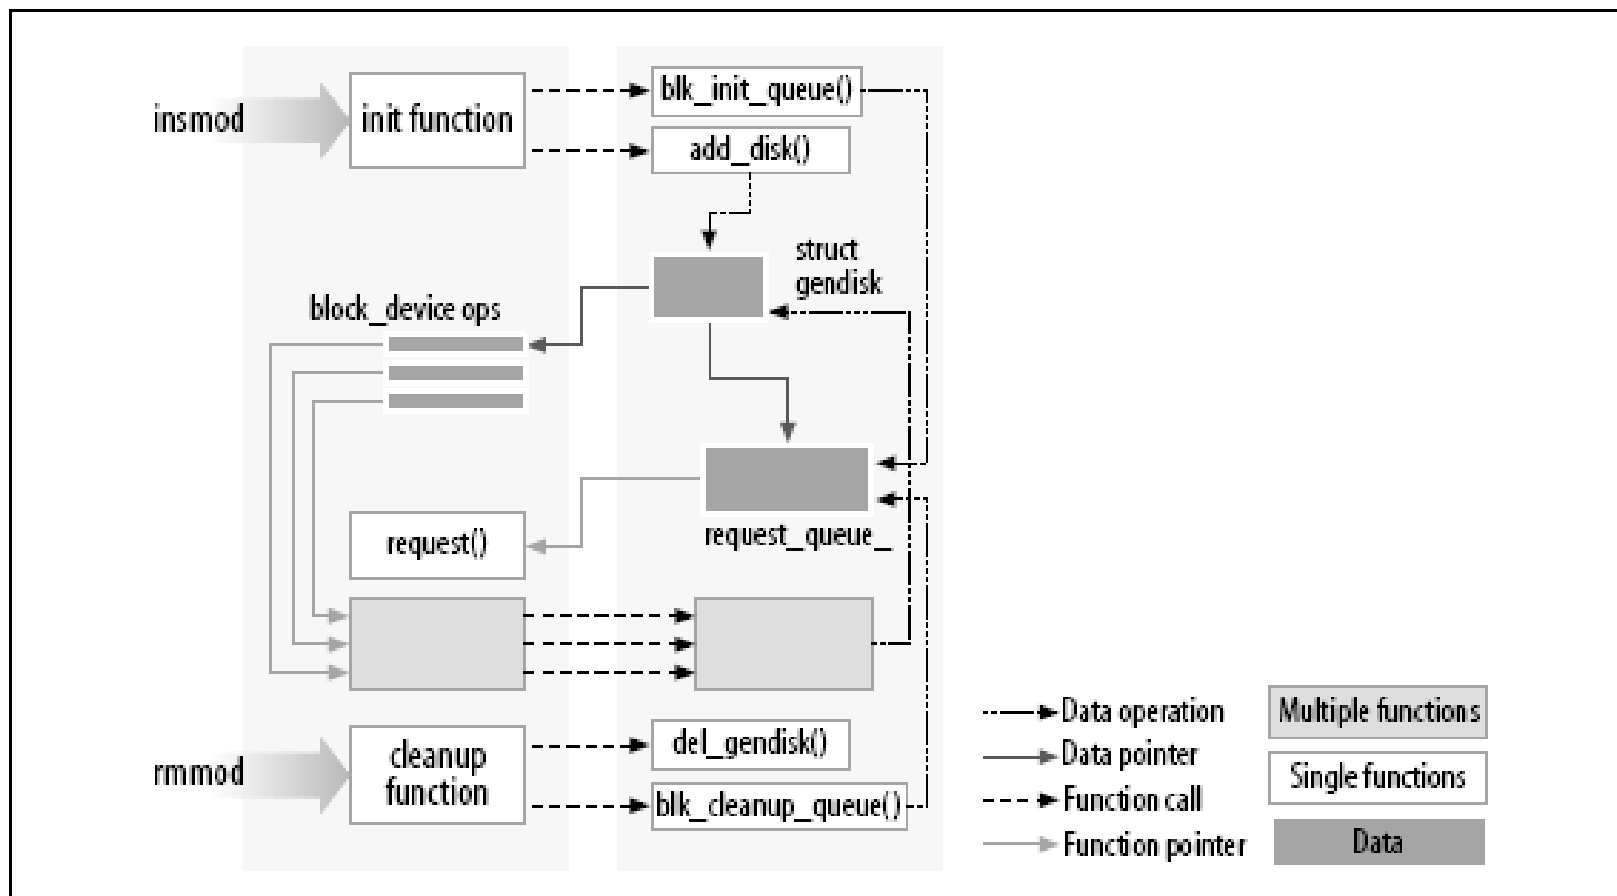 insmod
init function
blk_init_queue()
add_disk()
struct
gendisk
block_device ops
request_queue_
request()
rmmod
cleanup
function
del_gendisk()
blk_cleanup_queue()
Data operation
Data pointer
Function call
Function pointer
Multiple functions
Single functions
Data